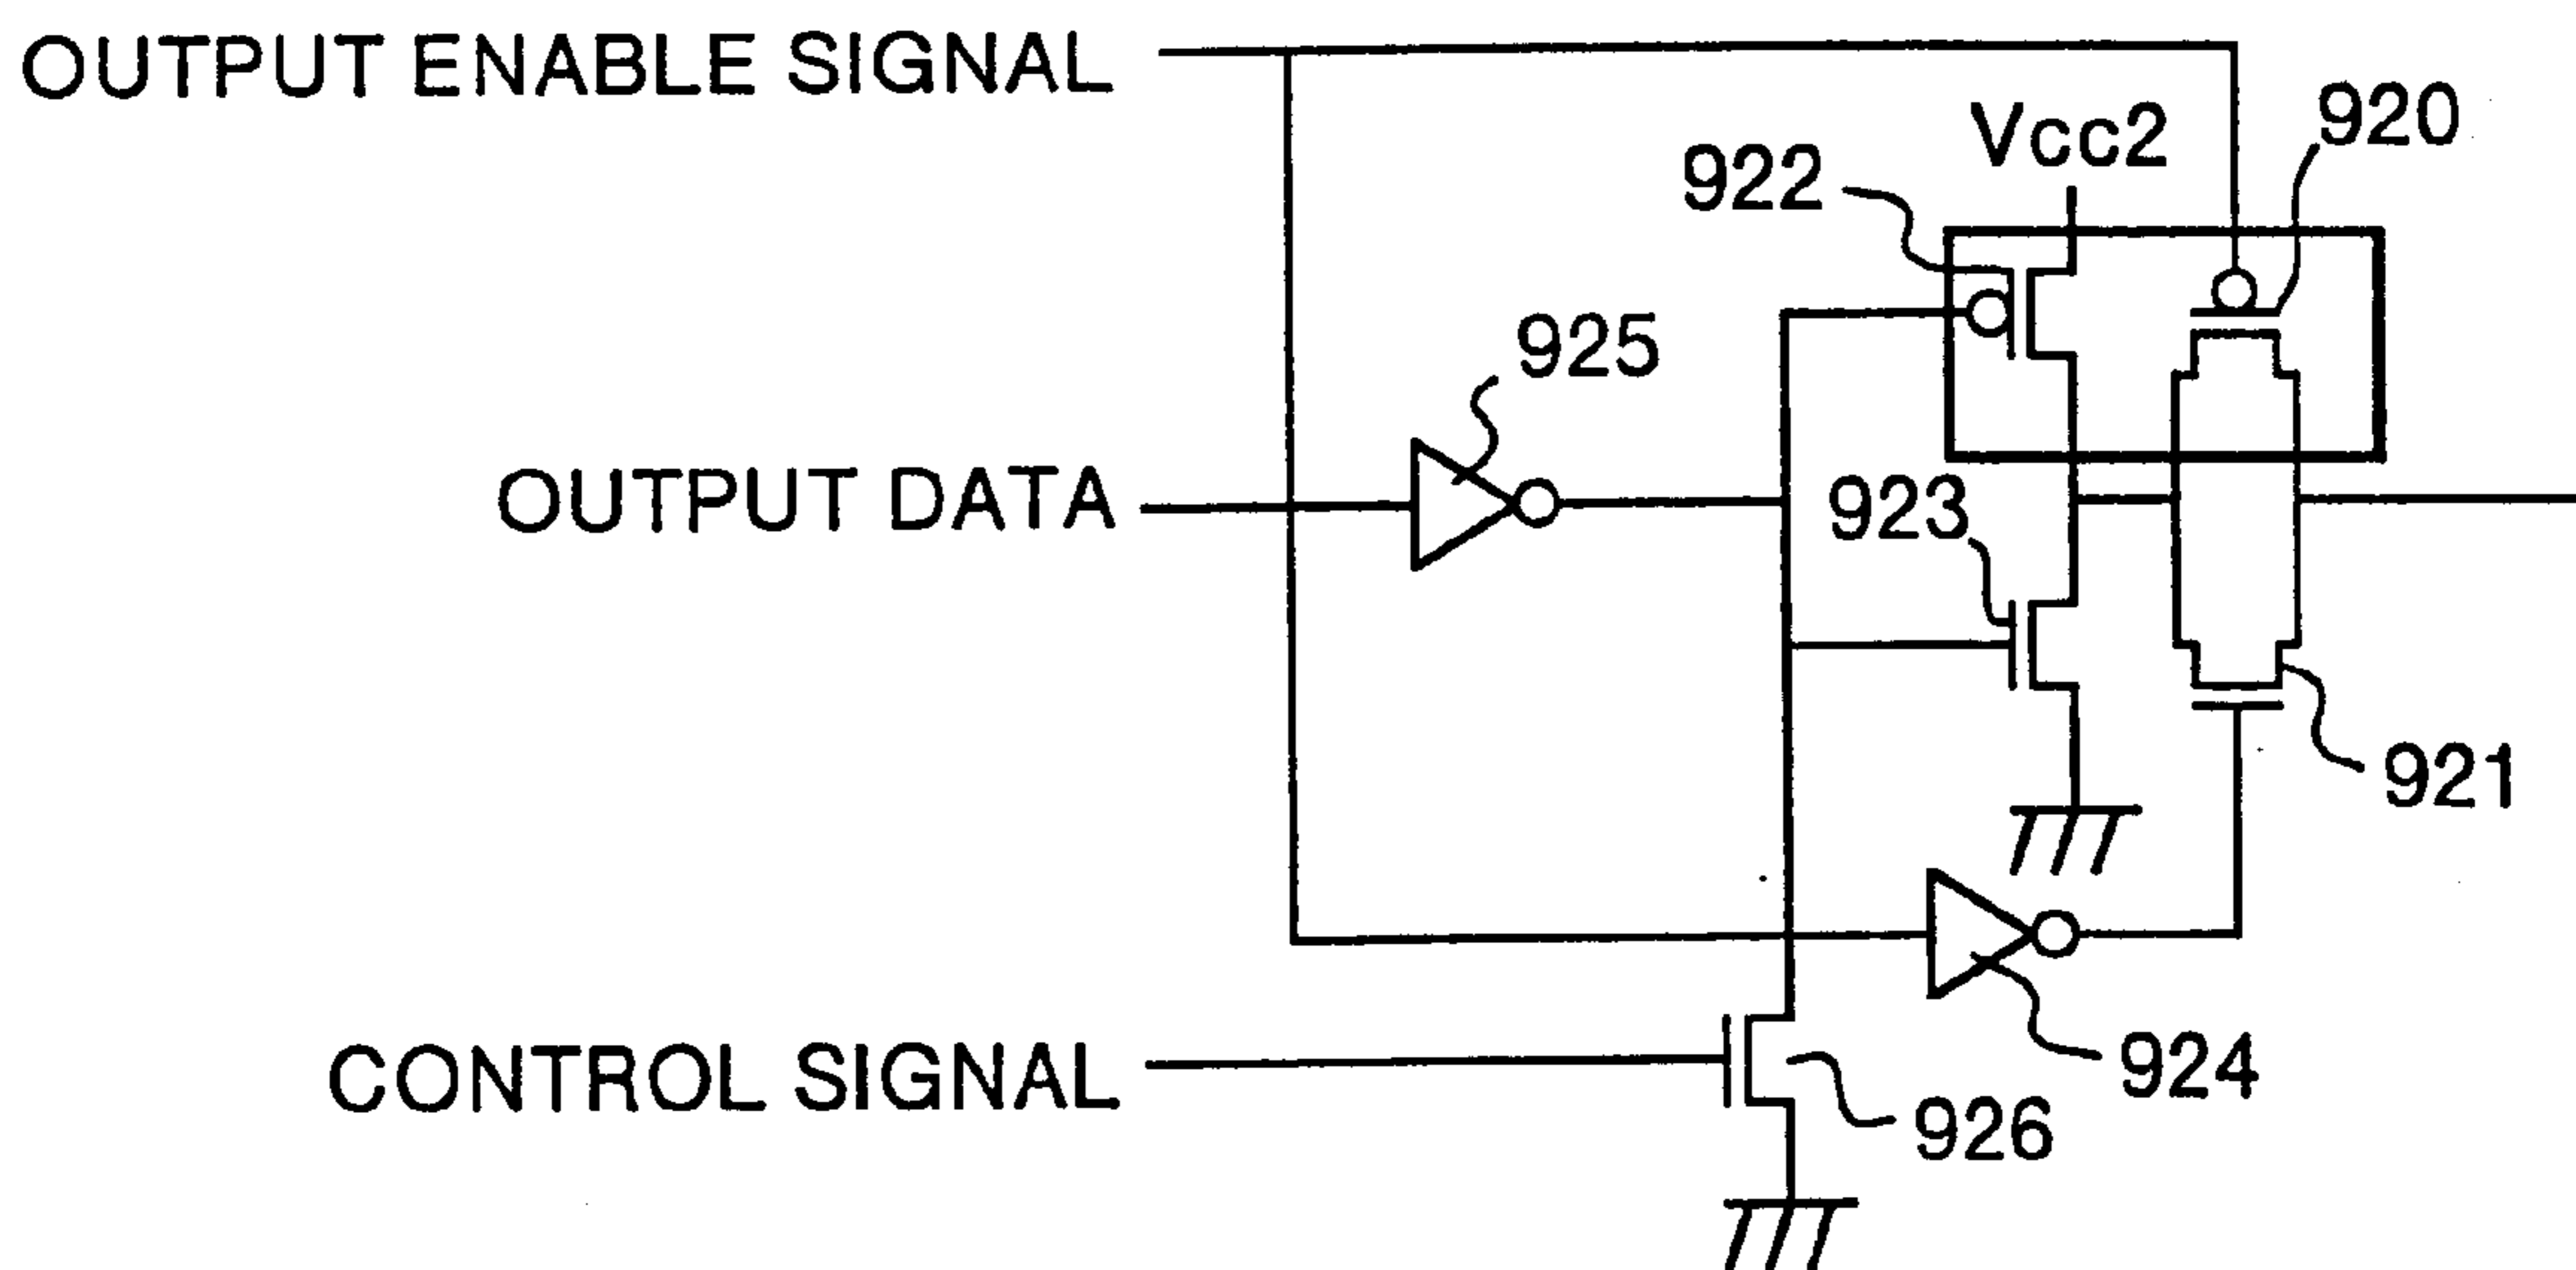 OUTPUT ENABLE SIGNAL
Vcc2
920
922
925
OUTPUT DATA
923
921
924
CONTROL SIGNAL
926